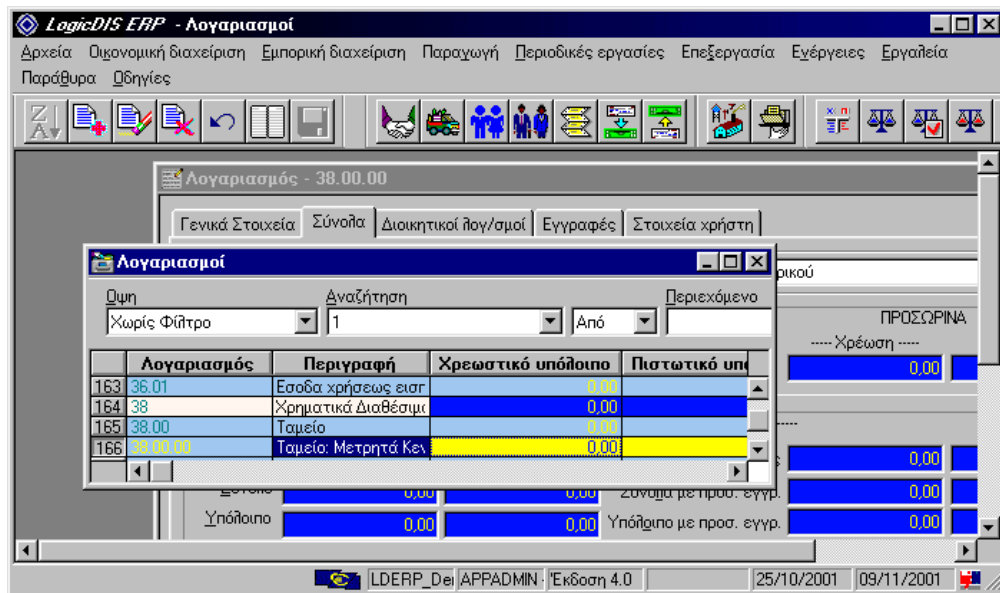 LogicDIS ERP - Λογαριασμοί
Αρχεία Οικονομική διαχείριση Εμπορική διαχείριση Παραγωγή Περιοδικές εργασίες Επεξεργασία Ενέργειες Εργαλεία
Παράθυρα Οδηγίες
Λογαριασμός - 38.00.00
Γενικά Στοιχεία Σύνολα Διοικητικοί λογ/σμοί Εγγραφές Στοιχεία χρήστη
Λογαριασμοί
ρικού
Οψη Αναζήτηση Περιεχόμενο
Χωρίς Φίλτρο 1 Από
ΠΡΟΣΩΡΙΝΑ
----- Χρέωση -----
0,00
Λογαριασμός Περιγραφή Χρεωστικό υπόλοιπο Πιστωτικό υπ
163 36.01 Εσοδα χρήσεως εισπ 0,00
164 38 Χρηματικά Διαθέσιμα 0,00
165 38.00 Ταμείο 0,00
166 38.00.00 Ταμείο: Μετρητά Κεν 0,00
0,00
Σύνολο 0,00 0,00 Σύνολα με προσ. εγγρ. 0,00
Υπόλοιπο 0,00 0,00 Υπόλοιπο με προσ. εγγρ. 0,00
LDERP_De APPADMIN - Έκδοση 4.0 25/10/2001 09/11/2001